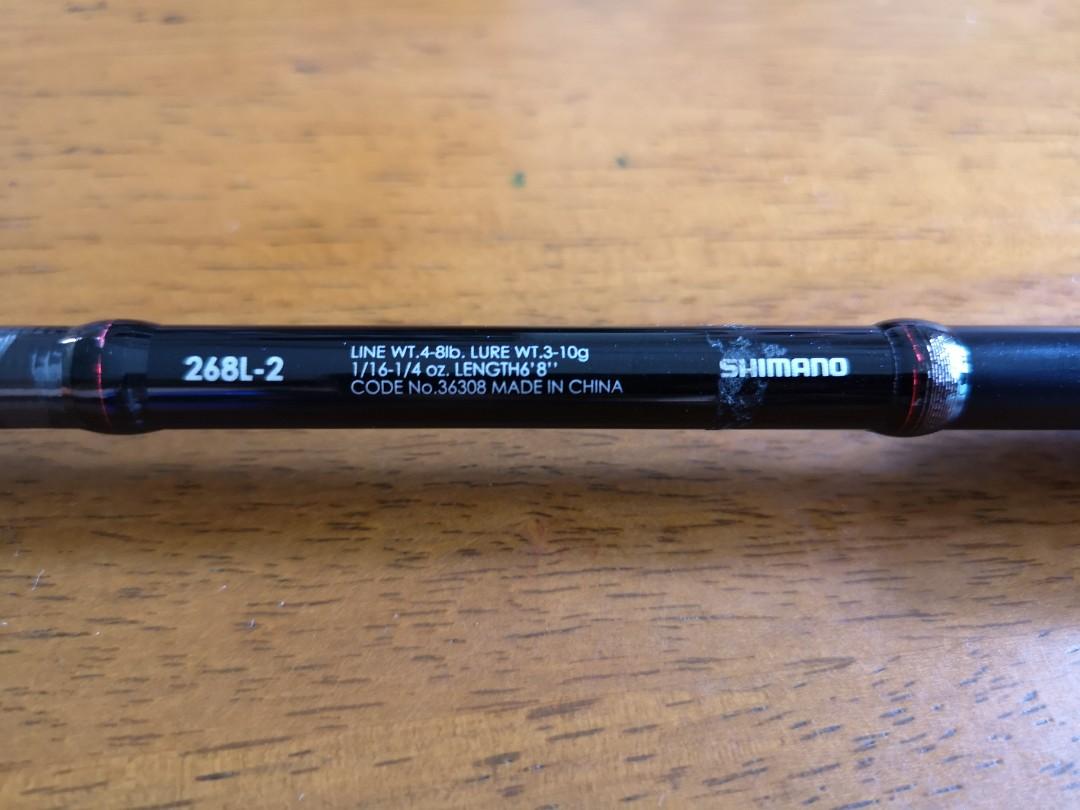 268L-2
LINE WT.4-8lb. LURE WT.3-10g
1/16-1/4 oz. LENGTH6'8''
CODE No.36308 MADE IN CHINA
SHIMANO